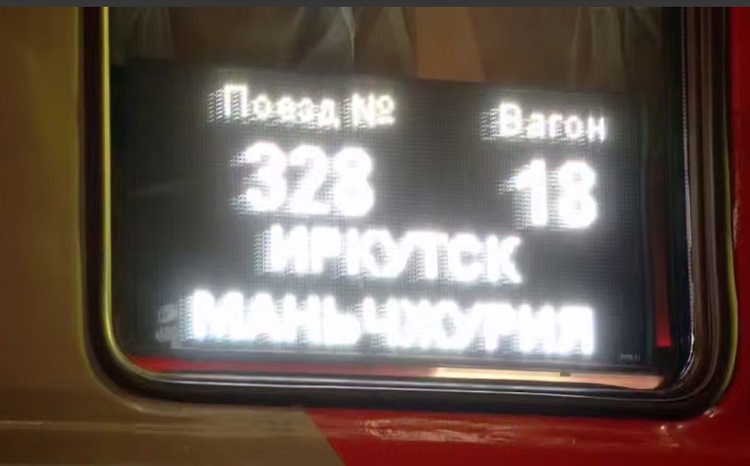 Поезд № Вагон
328 18
ИРКУТСК
МАНЬЧЖУРИЯ